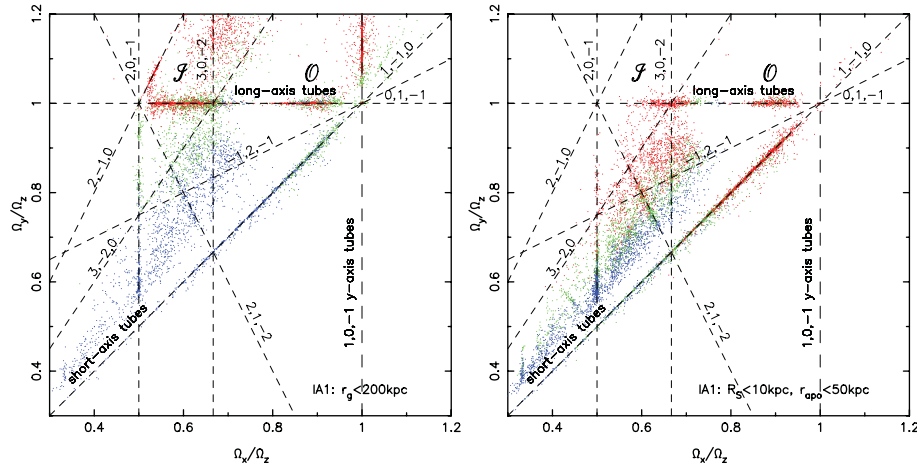 2,0,-1
3,0,-2
1,-1,0
ℐ
𝒪
long-axis tubes
0,1,-1
2,-1,0
-1,2,-1
3,-2,0
2,1,-2
short-axis tubes
1,0,-1 y-axis tubes
IA1: r_g<200kpc
1
0.8
0.6
0.4
0.4
0.6
0.8
1
1.2
Ω_y/Ω_z
Ω_x/Ω_z
2,0,-1
3,0,-2
1,-1,0
ℐ
𝒪
long-axis tubes
0,1,-1
2,-1,0
-1,2,-1
3,-2,0
2,1,-2
short-axis tubes
1,0,-1 y-axis tubes
IA1: R_S<10kpc, r_apo<50kpc
1
0.8
0.6
0.4
0.4
0.6
0.8
1
1.2
Ω_y/Ω_z
Ω_x/Ω_z